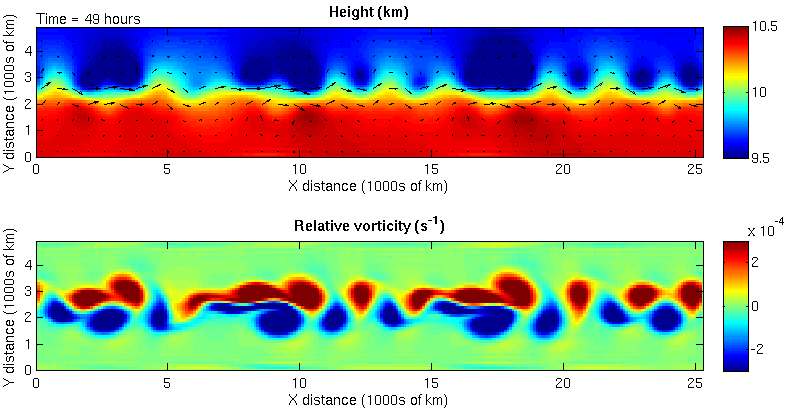 Height (km)
Time = 49 hours
Y distance (1000s of km)
4
3
2
1
0
0 5 10 15 20 25
X distance (1000s of km)
10.5
10
9.5
Relative vorticity (s-1)
x 10-4
Y distance (1000s of km)
4
3
2
1
0
0 5 10 15 20 25
X distance (1000s of km)
2
0
-2